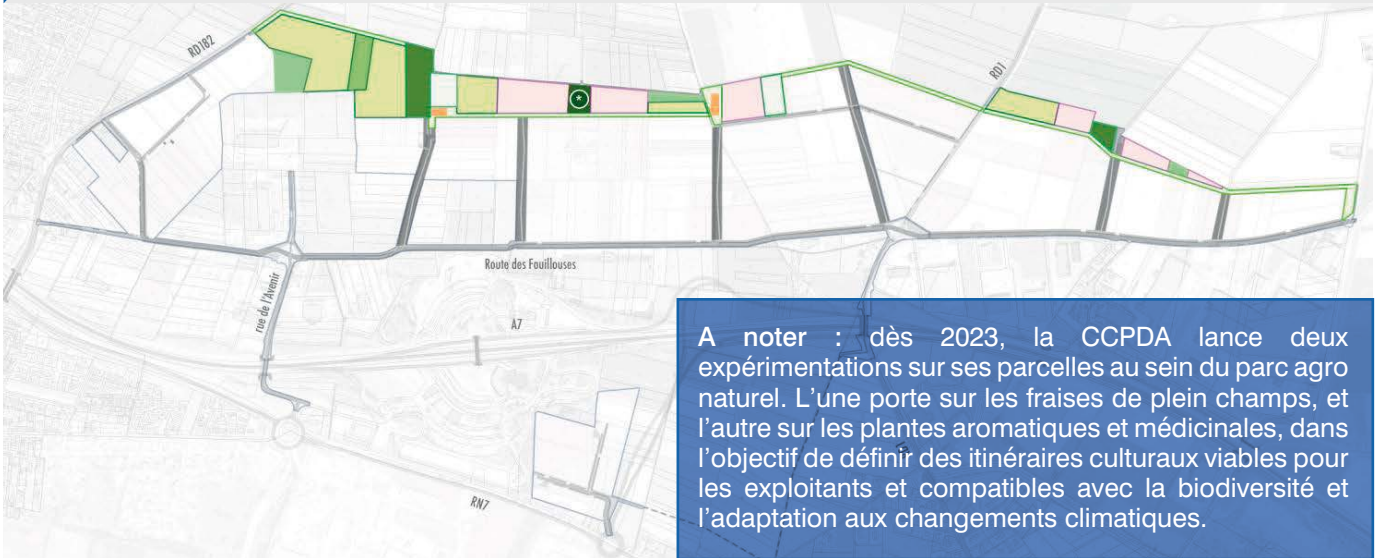 RD182
RD1
*
Route des Fouillouses
rue de l'Avenir
A7
RN7
A noter : dès 2023, la CCPDA lance deux
expérimentations sur ses parcelles au sein du parc agro
naturel. L'une porte sur les fraises de plein champs, et
l'autre sur les plantes aromatiques et médicinales, dans
l'objectif de définir des itinéraires culturaux viables pour
les exploitants et compatibles avec la biodiversité et
l'adaptation aux changements climatiques.